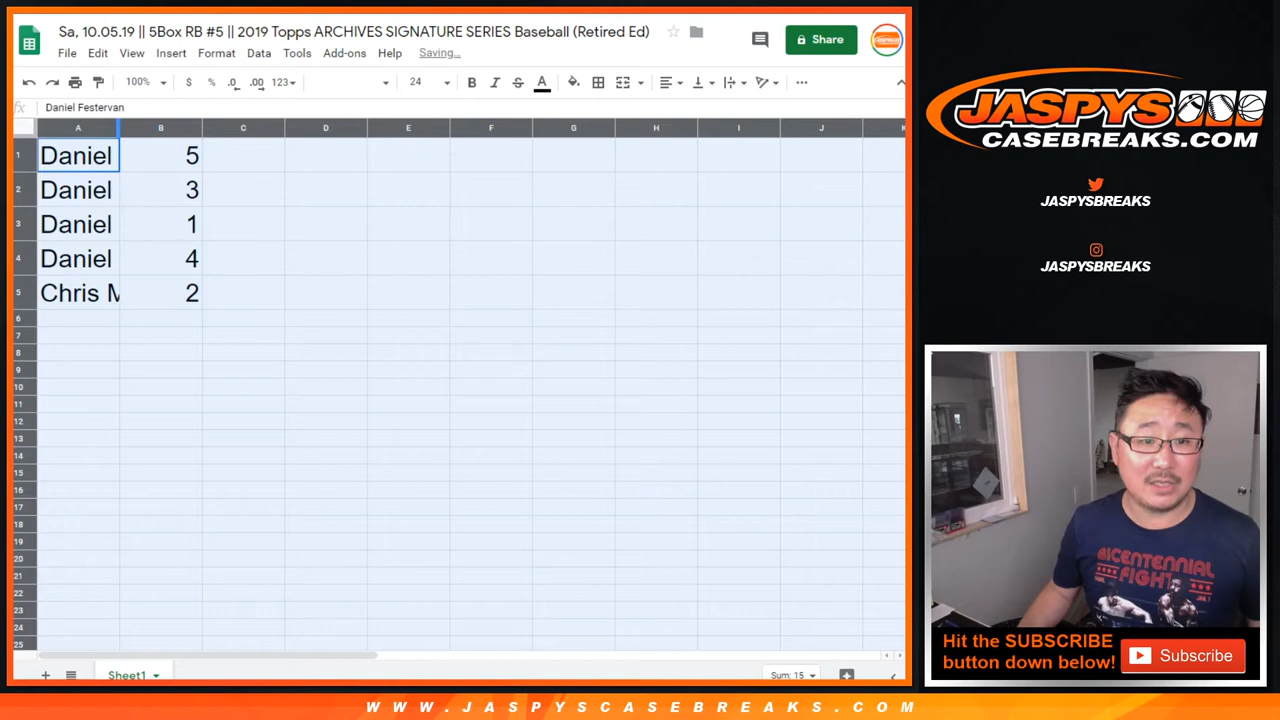 Sa, 10.05.19 || 5Box RB #5 || 2019 Topps ARCHIVES SIGNATURE SERIES Baseball (Retired Ed)
File Edit View Insert Format Data Tools Add-ons Help Saving...
Share
100% $ % .0 .00 123 24 B I S A
fx Daniel Festervan
A B C D E F G H I J K
1 Daniel 5
2 Daniel 3
3 Daniel 1
4 Daniel 4
5 Chris M 2
6
7
8
9
10
11
12
13
14
15
16
17
18
19
20
21
22
23
24
25
Sheet1
Sum: 15
JASPYS
CASEBREAKS.COM
JASPYSBREAKS
JASPYSBREAKS
BICENTENNIAL
FIGHT
Hit the SUBSCRIBE
button down below!
Subscribe
WWW.JASPYSCASEBREAKS.COM